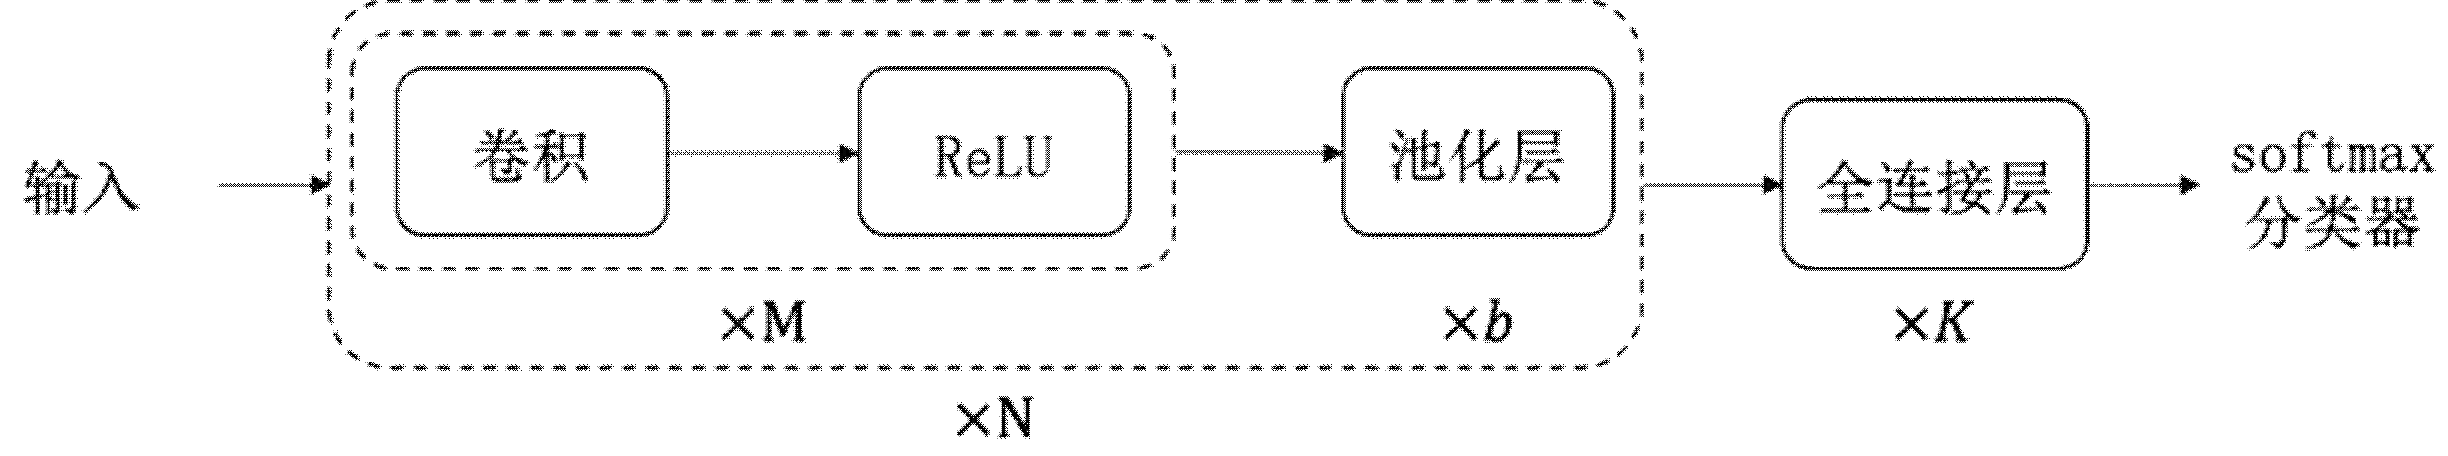 输入
卷积
ReLU
池化层
全连接层
softmax
分类器
×M
×b
×K
×N